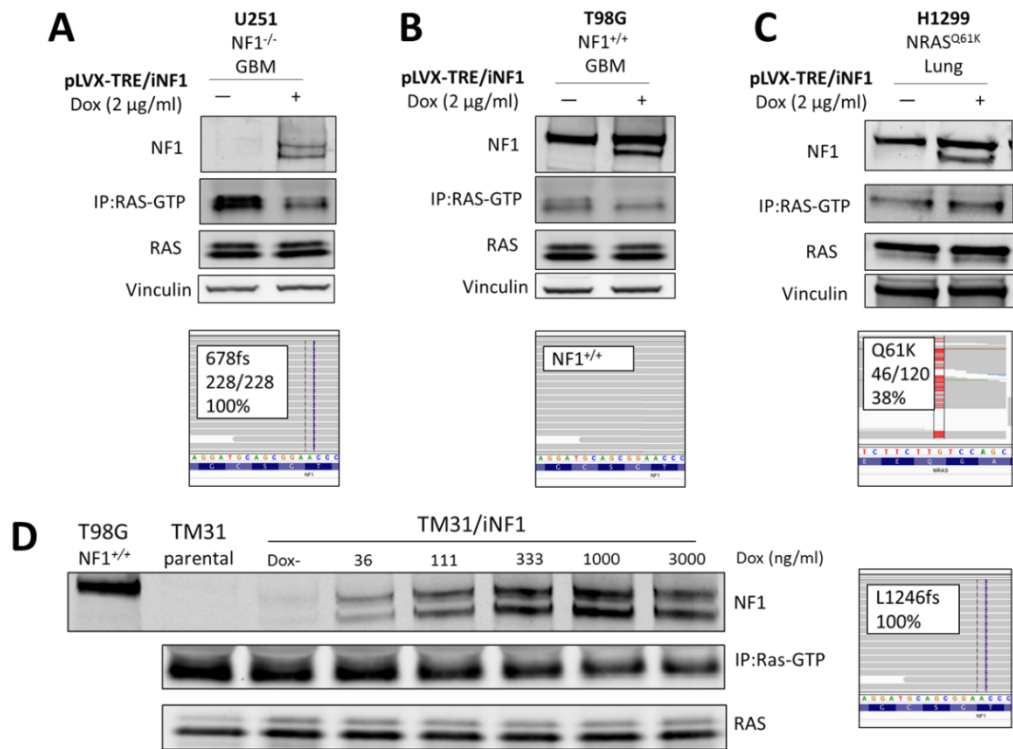 A
U251
NF1-/-
GBM
pLVX-TRE/iNF1
Dox (2 µg/ml) — +
NF1
IP:RAS-GTP
RAS
Vinculin
678fs
228/228
100%
A G G A T G C A G C G G A A C C C
G C S G T
NF1
B
T98G
NF1+/+
GBM
pLVX-TRE/iNF1
Dox (2 µg/ml) — +
NF1
IP:RAS-GTP
RAS
Vinculin
NF1+/+
A G G A T G C A G C G G A A C C C
G C S G T
NF1
C
H1299
NRASQ61K
Lung
pLVX-TRE/iNF1
Dox (2 µg/ml) — +
NF1
IP:RAS-GTP
RAS
Vinculin
Q61K
46/120
38%
T C T T C T T G T C C A G C
E E Q G A
NRAS
D
T98G
NF1+/+
TM31
parental
TM31/iNF1
Dox- 36 111 333 1000 3000 Dox (ng/ml)
NF1
IP:Ras-GTP
RAS
L1246fs
100%
A G G A T G C A G C G G A A C C C
G C S G T
NF1